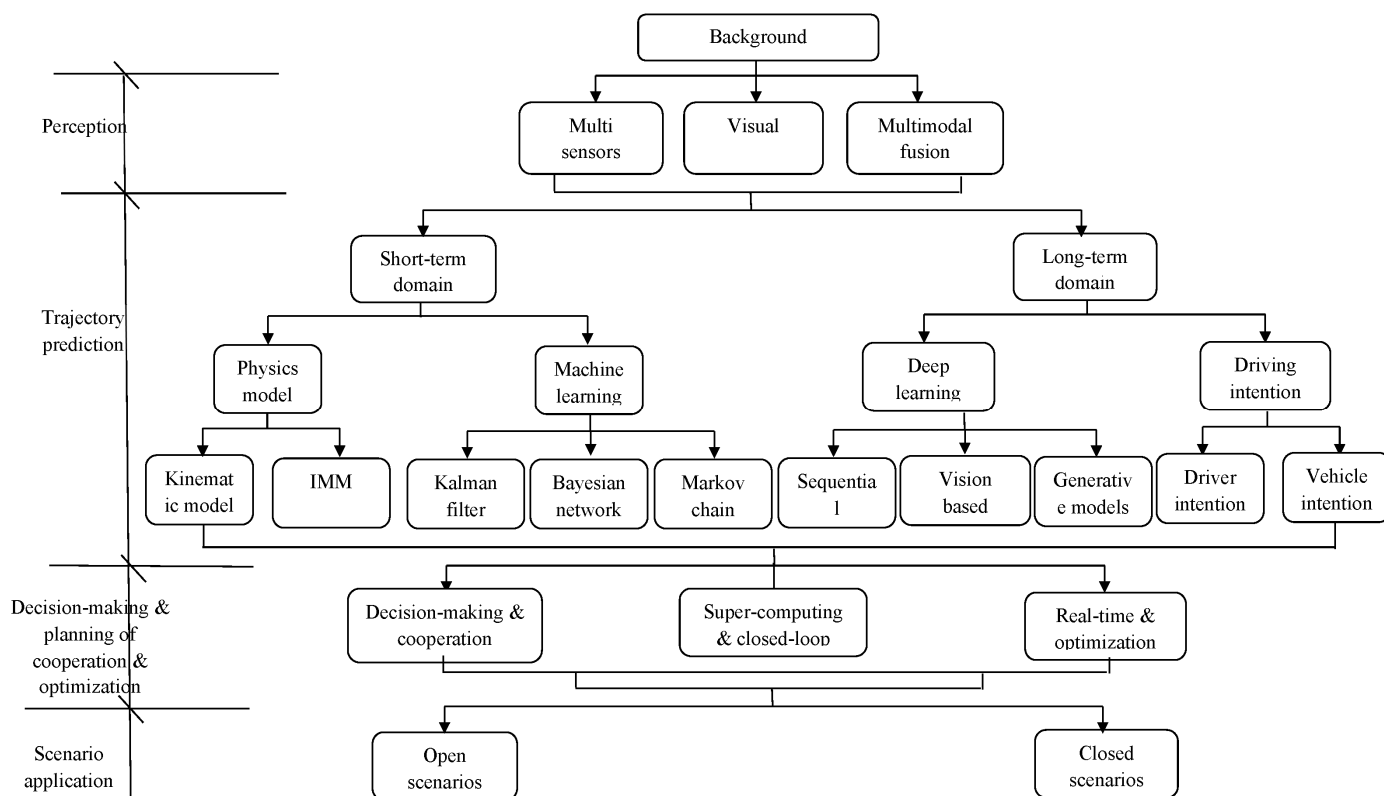 Background
Perception
Multi
sensors
Visual
Multimodal
fusion
Trajectory
prediction
Short-term
domain
Long-term
domain
Physics
model
Machine
learning
Deep
learning
Driving
intention
Kinemat
ic model
IMM
Kalman
filter
Bayesian
network
Markov
chain
Sequentia
l
Vision
based
Generativ
e models
Driver
intention
Vehicle
intention
Decision-making &
planning of
cooperation &
optimization
Decision-making &
cooperation
Super-computing
& closed-loop
Real-time &
optimization
Scenario
application
Open
scenarios
Closed
scenarios